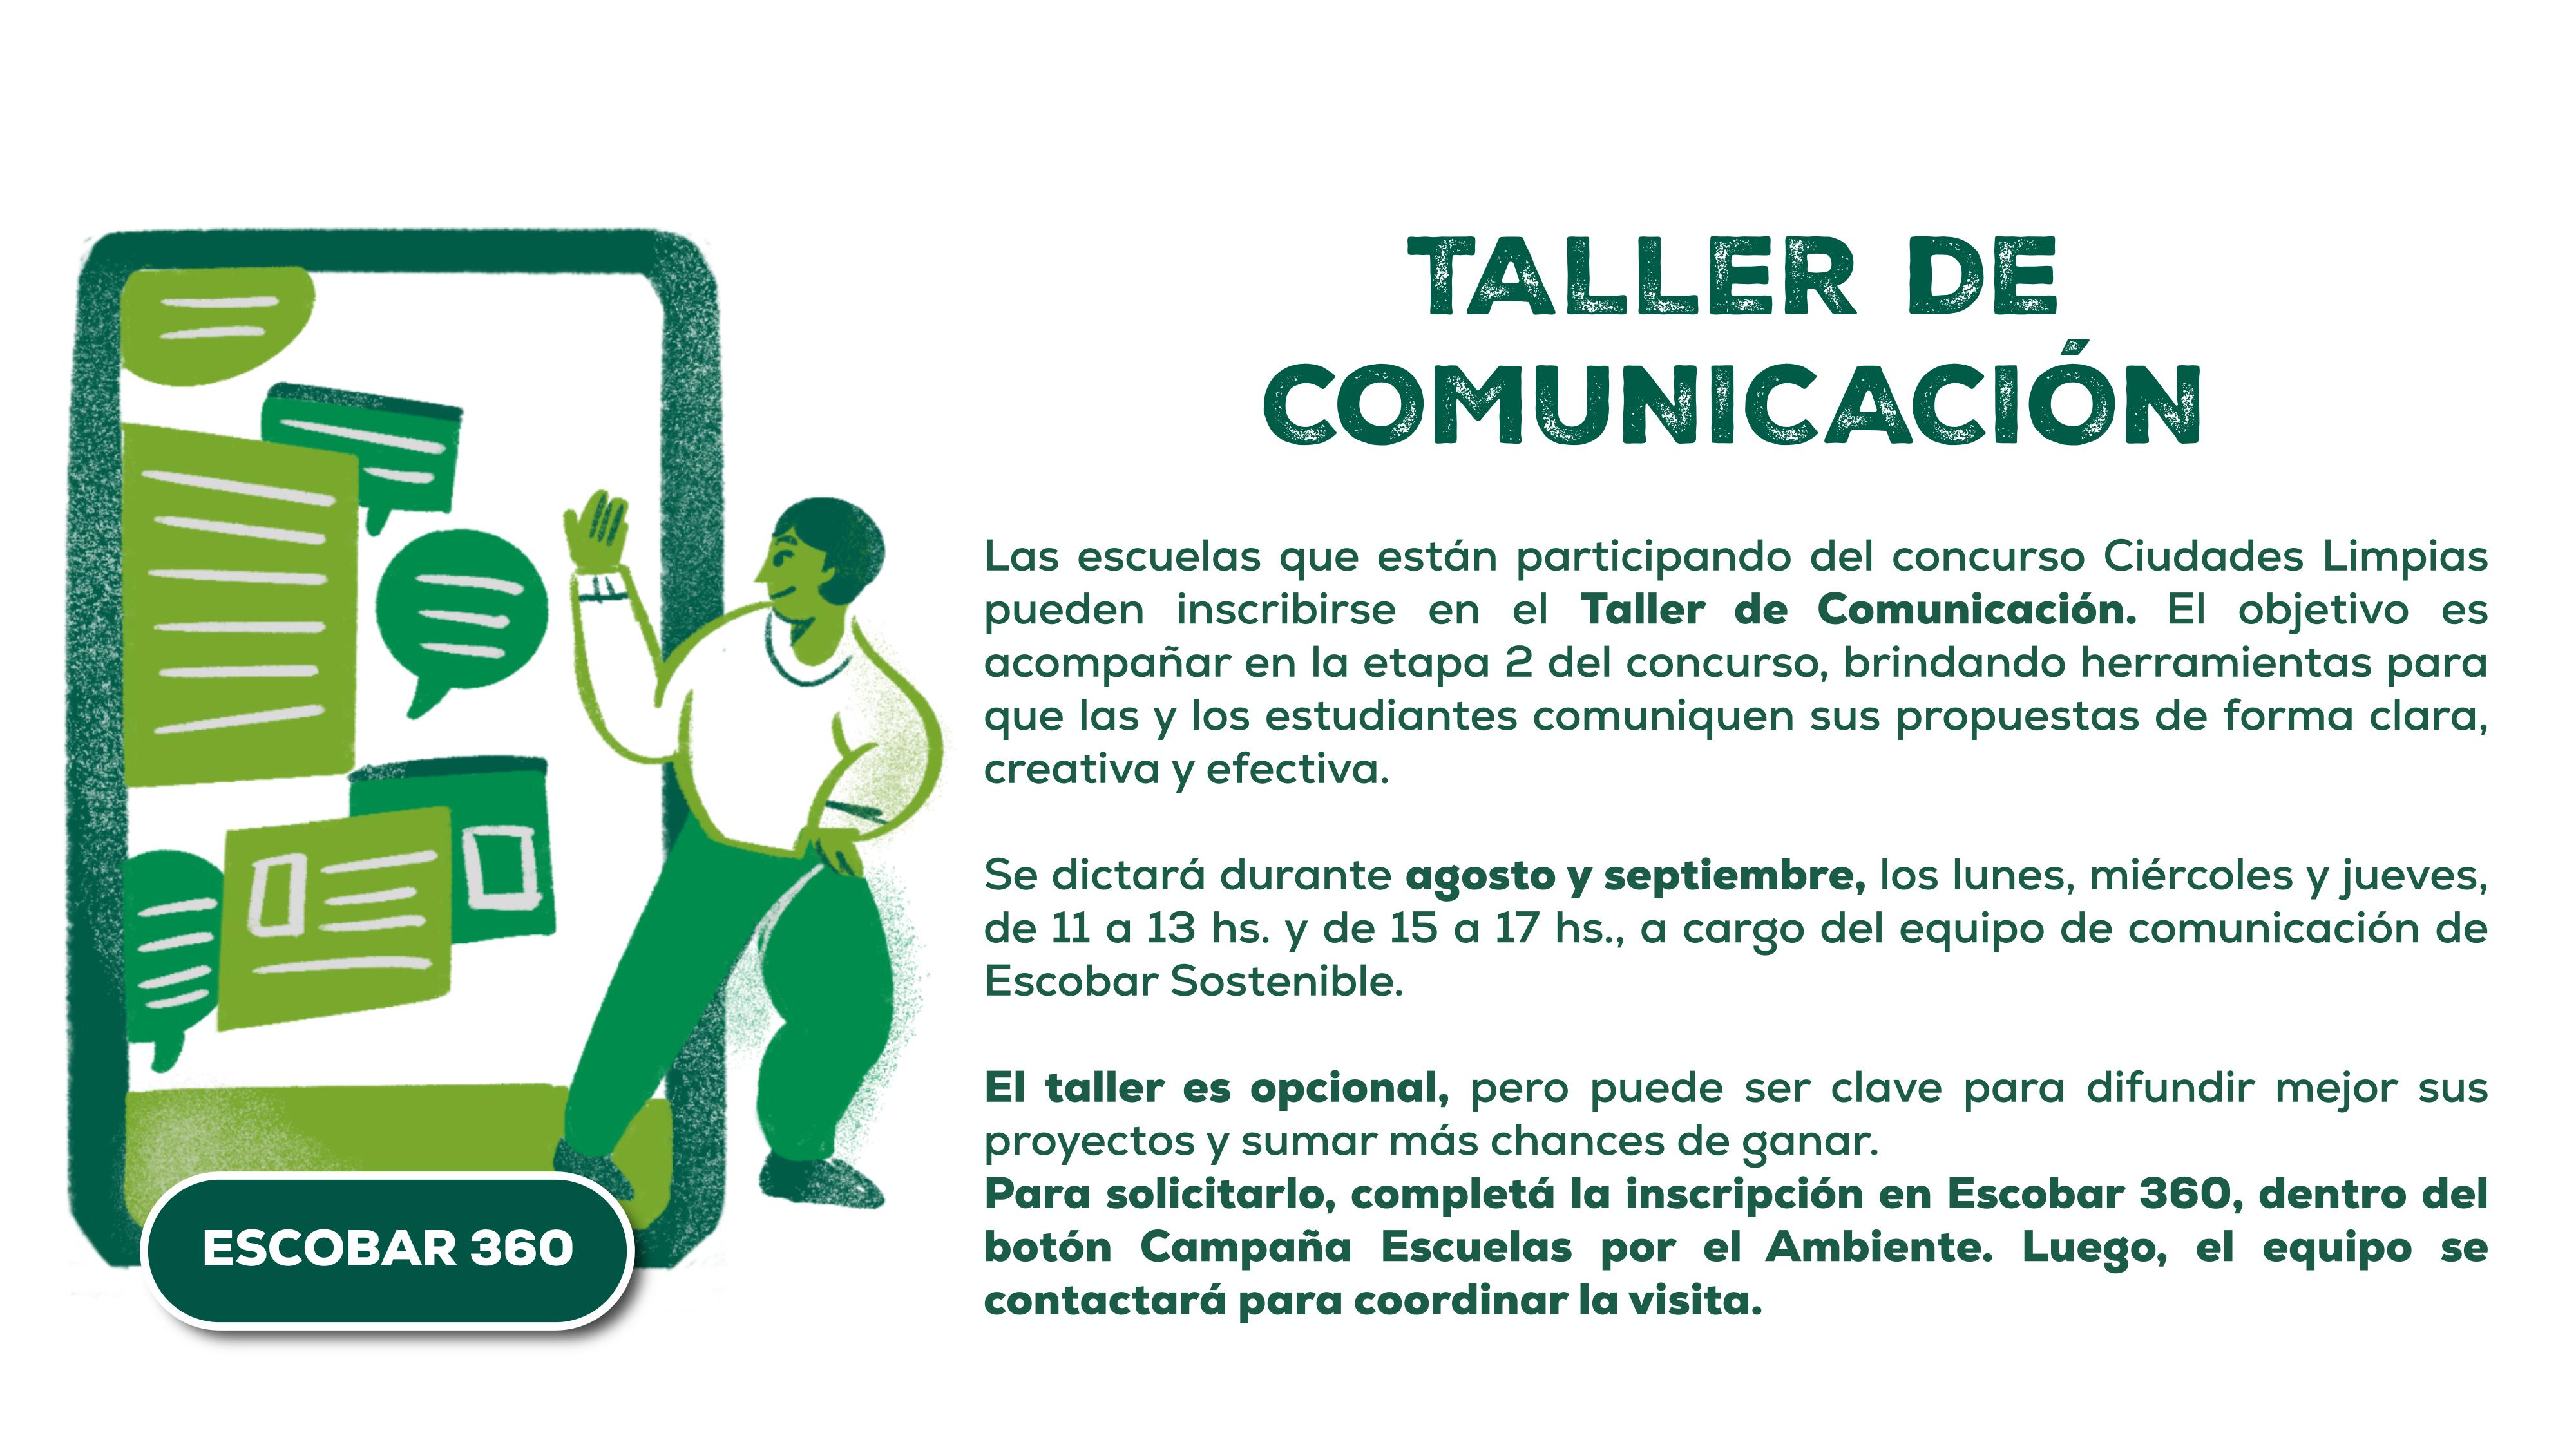 TALLER DE
COMUNICACIÓN
Las escuelas que están participando del concurso Ciudades Limpias
pueden inscribirse en el Taller de Comunicación. El objetivo es
acompañar en la etapa 2 del concurso, brindando herramientas para
que las y los estudiantes comuniquen sus propuestas de forma clara,
creativa y efectiva.
Se dictará durante agosto y septiembre, los lunes, miércoles y jueves,
de 11 a 13 hs. y de 15 a 17 hs., a cargo del equipo de comunicación de
Escobar Sostenible.
El taller es opcional, pero puede ser clave para difundir mejor sus
proyectos y sumar más chances de ganar.
Para solicitarlo, completá la inscripción en Escobar 360, dentro del
botón Campaña Escuelas por el Ambiente. Luego, el equipo se
contactará para coordinar la visita.
ESCOBAR 360